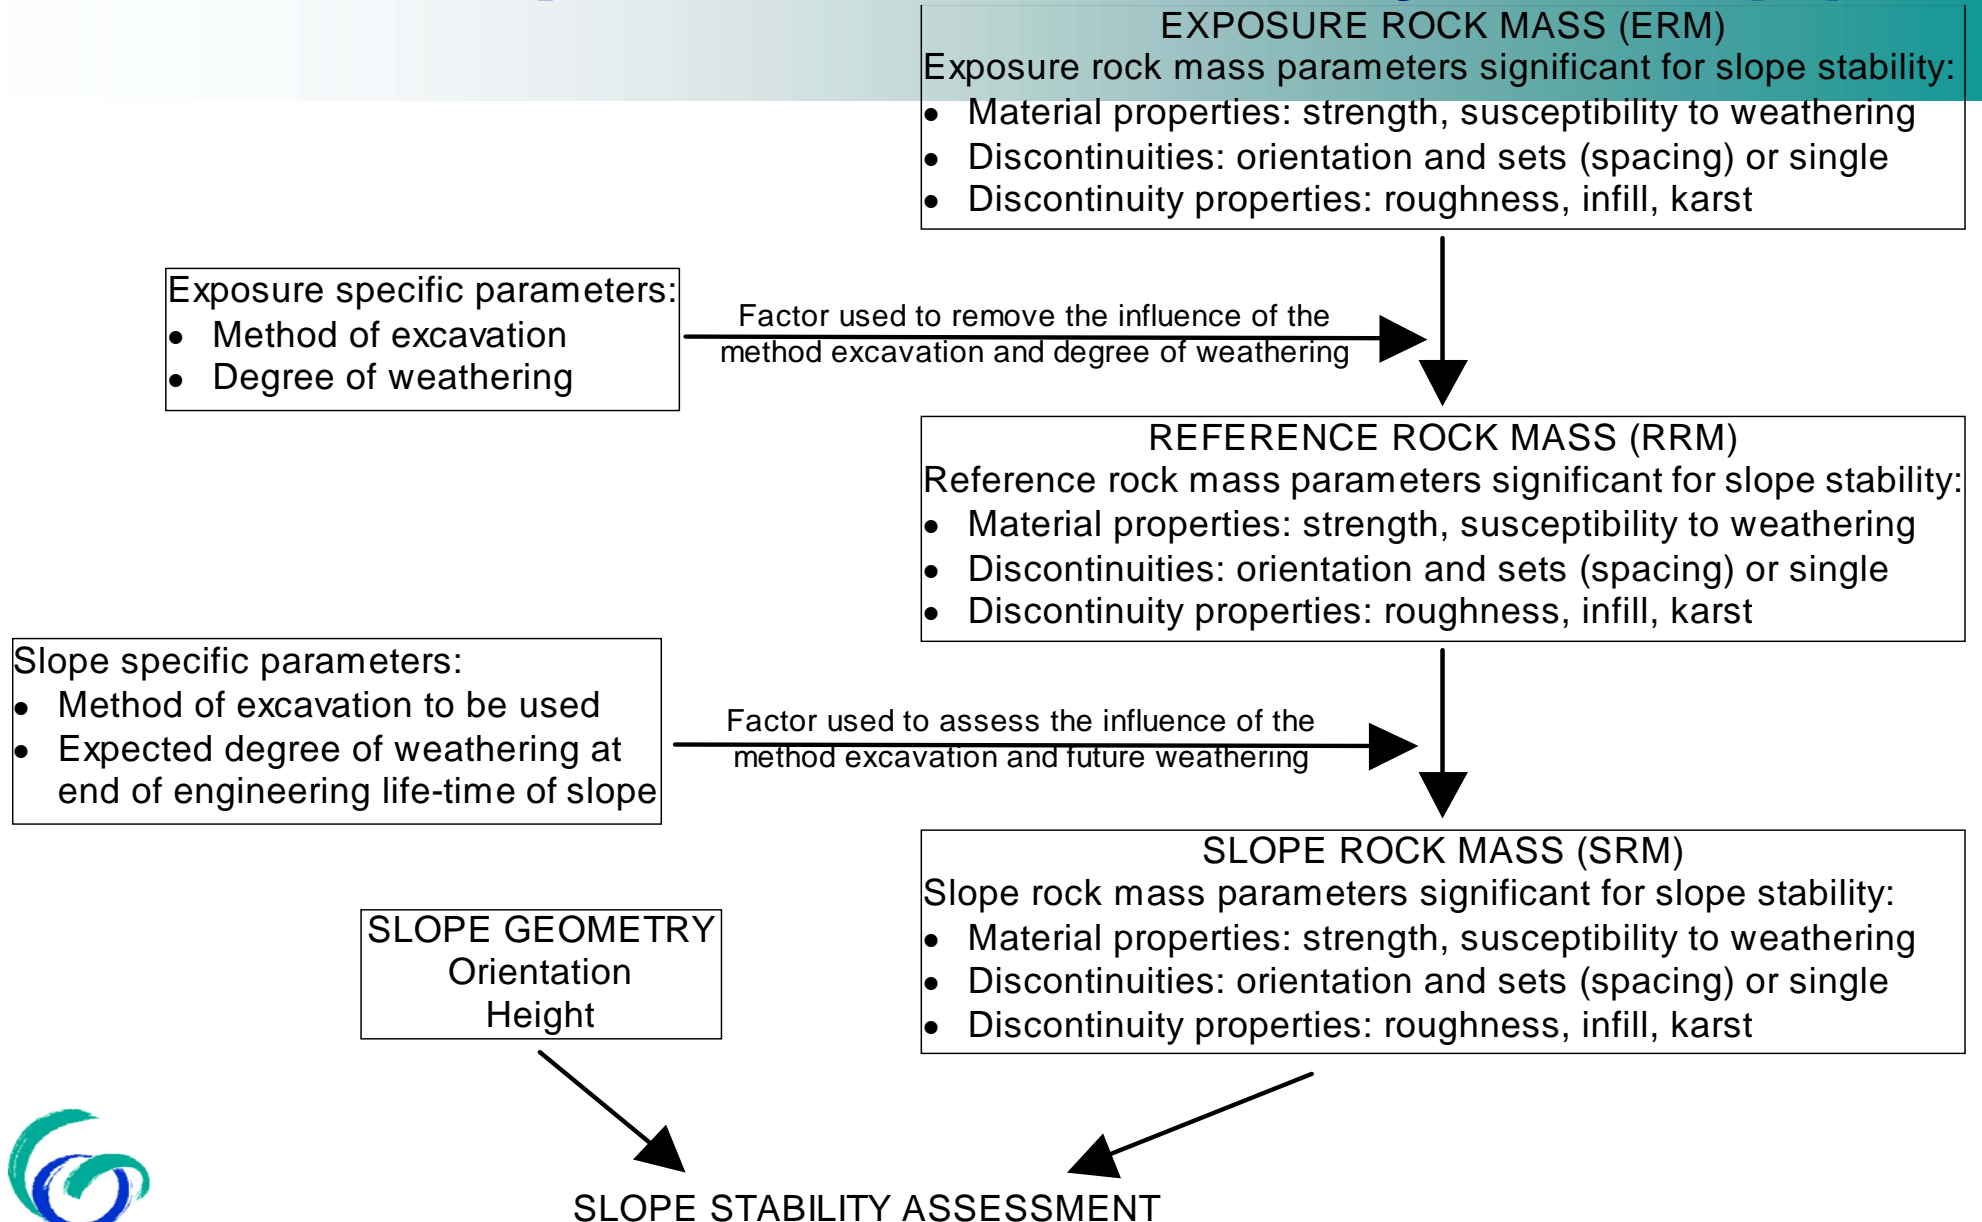 EXPOSURE ROCK MASS (ERM)
Exposure rock mass parameters significant for slope stability:
• Material properties: strength, susceptibility to weathering
• Discontinuities: orientation and sets (spacing) or single
• Discontinuity properties: roughness, infill, karst
Exposure specific parameters:
• Method of excavation
• Degree of weathering
Factor used to remove the influence of the
method excavation and degree of weathering
REFERENCE ROCK MASS (RRM)
Reference rock mass parameters significant for slope stability:
• Material properties: strength, susceptibility to weathering
• Discontinuities: orientation and sets (spacing) or single
• Discontinuity properties: roughness, infill, karst
Slope specific parameters:
• Method of excavation to be used
• Expected degree of weathering at
end of engineering life-time of slope
Factor used to assess the influence of the
method excavation and future weathering
SLOPE ROCK MASS (SRM)
Slope rock mass parameters significant for slope stability:
• Material properties: strength, susceptibility to weathering
• Discontinuities: orientation and sets (spacing) or single
• Discontinuity properties: roughness, infill, karst
SLOPE GEOMETRY
Orientation
Height
SLOPE STABILITY ASSESSMENT